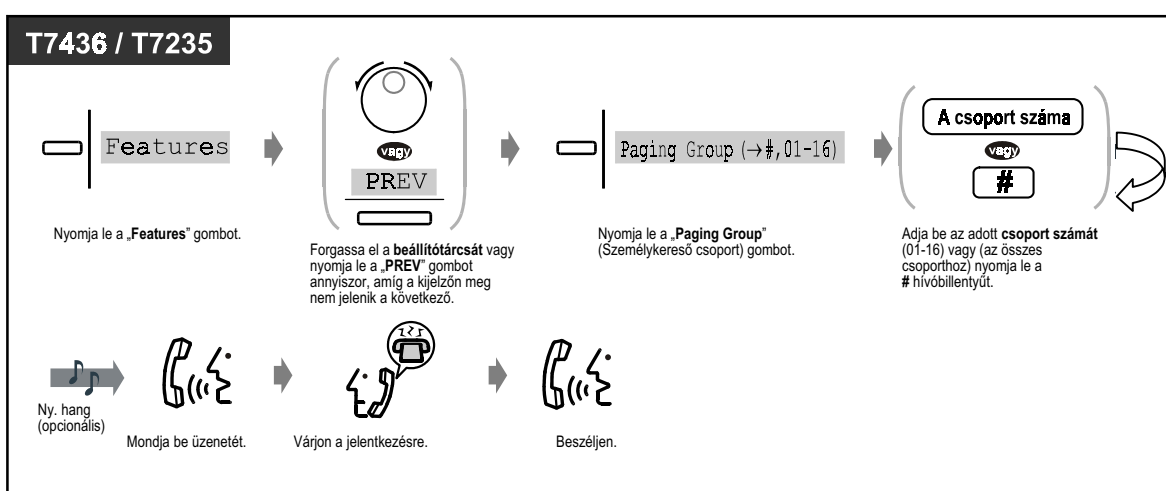 T7436 / T7235
Features
vagy
PREV
Paging Group (→#,01-16)
A csoport száma
vagy
#
Nyomja le a „Features” gombot.
Forgassa el a beállítótárcsát vagy
nyomja le a „PREV” gombot
annyiszor, amíg a kijelzőn meg
nem jelenik a következő.
Nyomja le a „Paging Group”
(Személykereső csoport) gombot.
Adja be az adott csoport számát
(01-16) vagy (az összes
csoporthoz) nyomja le a
# hívóbillentyűt.
Ny. hang
(opcionális)
Mondja be üzenetét.
Várjon a jelentkezésre.
Beszéljen.